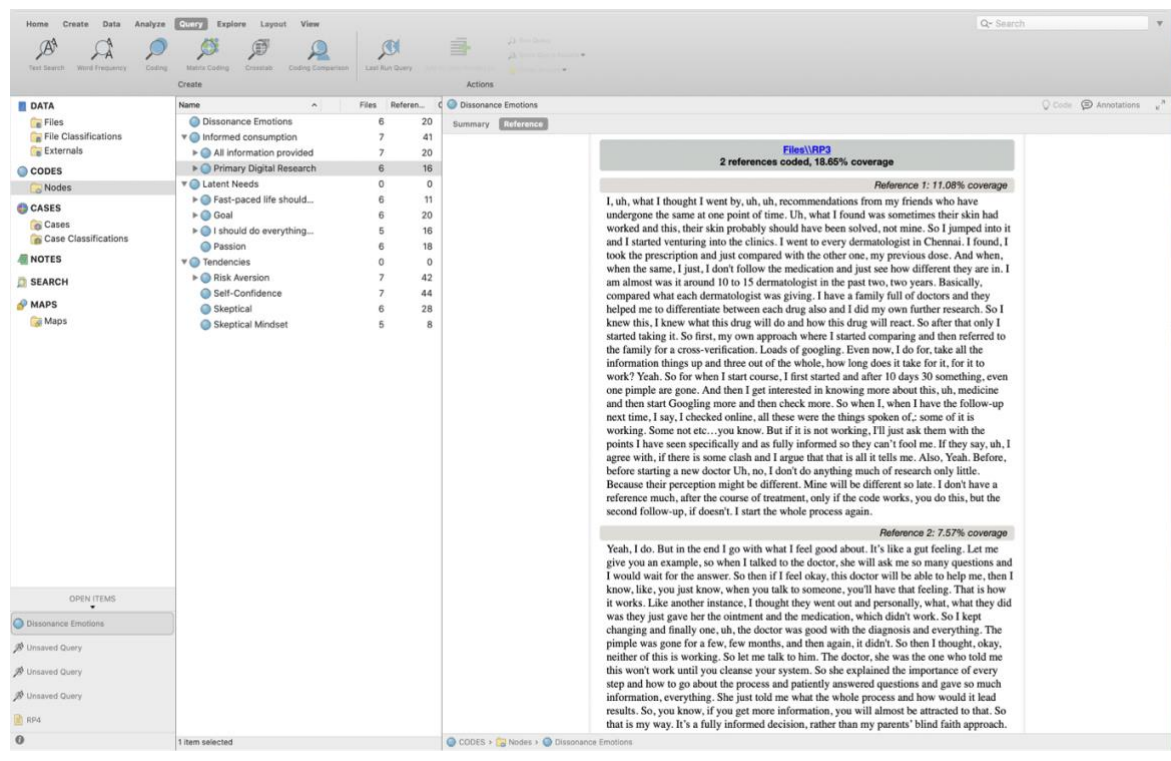 Home Create Data Analyze Query Explore Layout View
Search
Text Search Word Frequency Coding Matrix Coding Crosstab Coding Comparison Last Run Query
Create Actions
DATA
Files
File Classifications
Externals
CODES
Nodes
CASES
Cases
Case Classifications
NOTES
SEARCH
MAPS
Maps
OPEN ITEMS
Dissonance Emotions
Unsaved Query
Unsaved Query
Unsaved Query
RP4
Name Files Referen... C
Dissonance Emotions 6 20
Informed consumption 7 41
All information provided 7 20
Primary Digital Research 6 16
Latent Needs 0 0
Fast-paced life should... 6 11
Goal 6 20
I should do everything... 5 16
Passion 6 18
Tendencies 0 0
Risk Aversion 7 42
Self-Confidence 7 44
Skeptical 6 28
Skeptical Mindset 5 8
1 item selected
Dissonance Emotions
Code Annotations
Summary Reference
Files\\RP3
2 references coded, 18.65% coverage
Reference 1: 11.08% coverage
I, uh, what I thought I went by, uh, uh, recommendations from my friends who have
undergone the same at one point of time. Uh, what I found was sometimes their skin had
worked and this, their skin probably should have been solved, not mine. So I jumped into it
and I started venturing into the clinics. I went to every dermatologist in Chennai. I found, I
took the prescription and just compared with the other one, my previous dose. And when,
when the same, I just, I don't follow the medication and just see how different they are in. I
am almost was it around 10 to 15 dermatologist in the past two, two years. Basically,
compared what each dermatologist was giving. I have a family full of doctors and they
helped me to differentiate between each drug also and I did my own further research. So I
knew this, I knew what this drug will do and how this drug will react. So after that only I
started taking it. So first, my own approach where I started comparing and then referred to
the family for a cross-verification. Loads of googling. Even now, I do for, take all the
information things up and three out of the whole, how long does it take for it, for it to
work? Yeah. So for when I start course, I first started and after 10 days 30 something, even
one pimple are gone. And then I get interested in knowing more about this, uh, medicine
and then start Googling more and then check more. So when I, when I have the follow-up
next time, I say, I checked online, all these were the things spoken of,: some of it is
working. Some not etc…you know. But if it is not working, I'll just ask them with the
points I have seen specifically and as fully informed so they can't fool me. If they say, uh, I
agree with, if there is some clash and I argue that that is all it tells me. Also, Yeah. Before,
before starting a new doctor Uh, no, I don't do anything much of research only little.
Because their perception might be different. Mine will be different so late. I don't have a
reference much, after the course of treatment, only if the code works, you do this, but the
second follow-up, if doesn't. I start the whole process again.
Reference 2: 7.57% coverage
Yeah, I do. But in the end I go with what I feel good about. It's like a gut feeling. Let me
give you an example, so when I talked to the doctor, she will ask me so many questions and
I would wait for the answer. So then if I feel okay, this doctor will be able to help me, then I
know, like, you just know, when you talk to someone, you'll have that feeling. That is how
it works. Like another instance, I thought they went out and personally, what, what they did
was they just gave her the ointment and the medication, which didn't work. So I kept
changing and finally one, uh, the doctor was good with the diagnosis and everything. The
pimple was gone for a few, few months, and then again, it didn't. So then I thought, okay,
neither of this is working. So let me talk to him. The doctor, she was the one who told me
this won't work until you cleanse your system. So she explained the importance of every
step and how to go about the process and patiently answered questions and gave so much
information, everything. She just told me what the whole process and how would it lead
results. So, you know, if you get more information, you will almost be attracted to that. So
that is my way. It's a fully informed decision, rather than my parents' blind faith approach.
CODES › Nodes › Dissonance Emotions